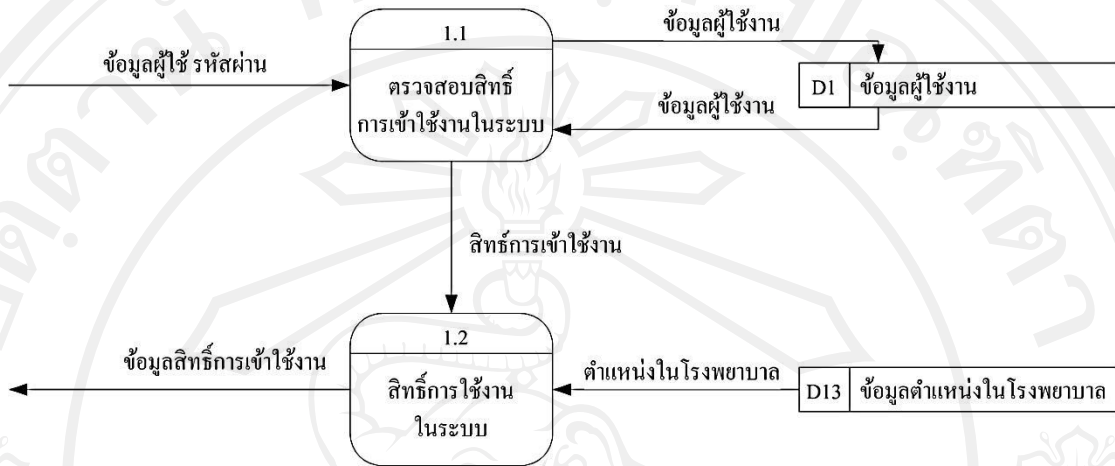 1.1
ข้อมูลผู้ใช้งาน
ข้อมูลผู้ใช้ รหัสผ่าน
ตรวจสอบสิทธิ์
การเข้าใช้งานในระบบ
D1 ข้อมูลผู้ใช้งาน
ข้อมูลผู้ใช้งาน
สิทธ์การเข้าใช้งาน
1.2
ข้อมูลสิทธิ์การเข้าใช้งาน
สิทธิ์การใช้งาน
ในระบบ
ตำแหน่งในโรงพยาบาล
D13 ข้อมูลตำแหน่งในโรงพยาบาล